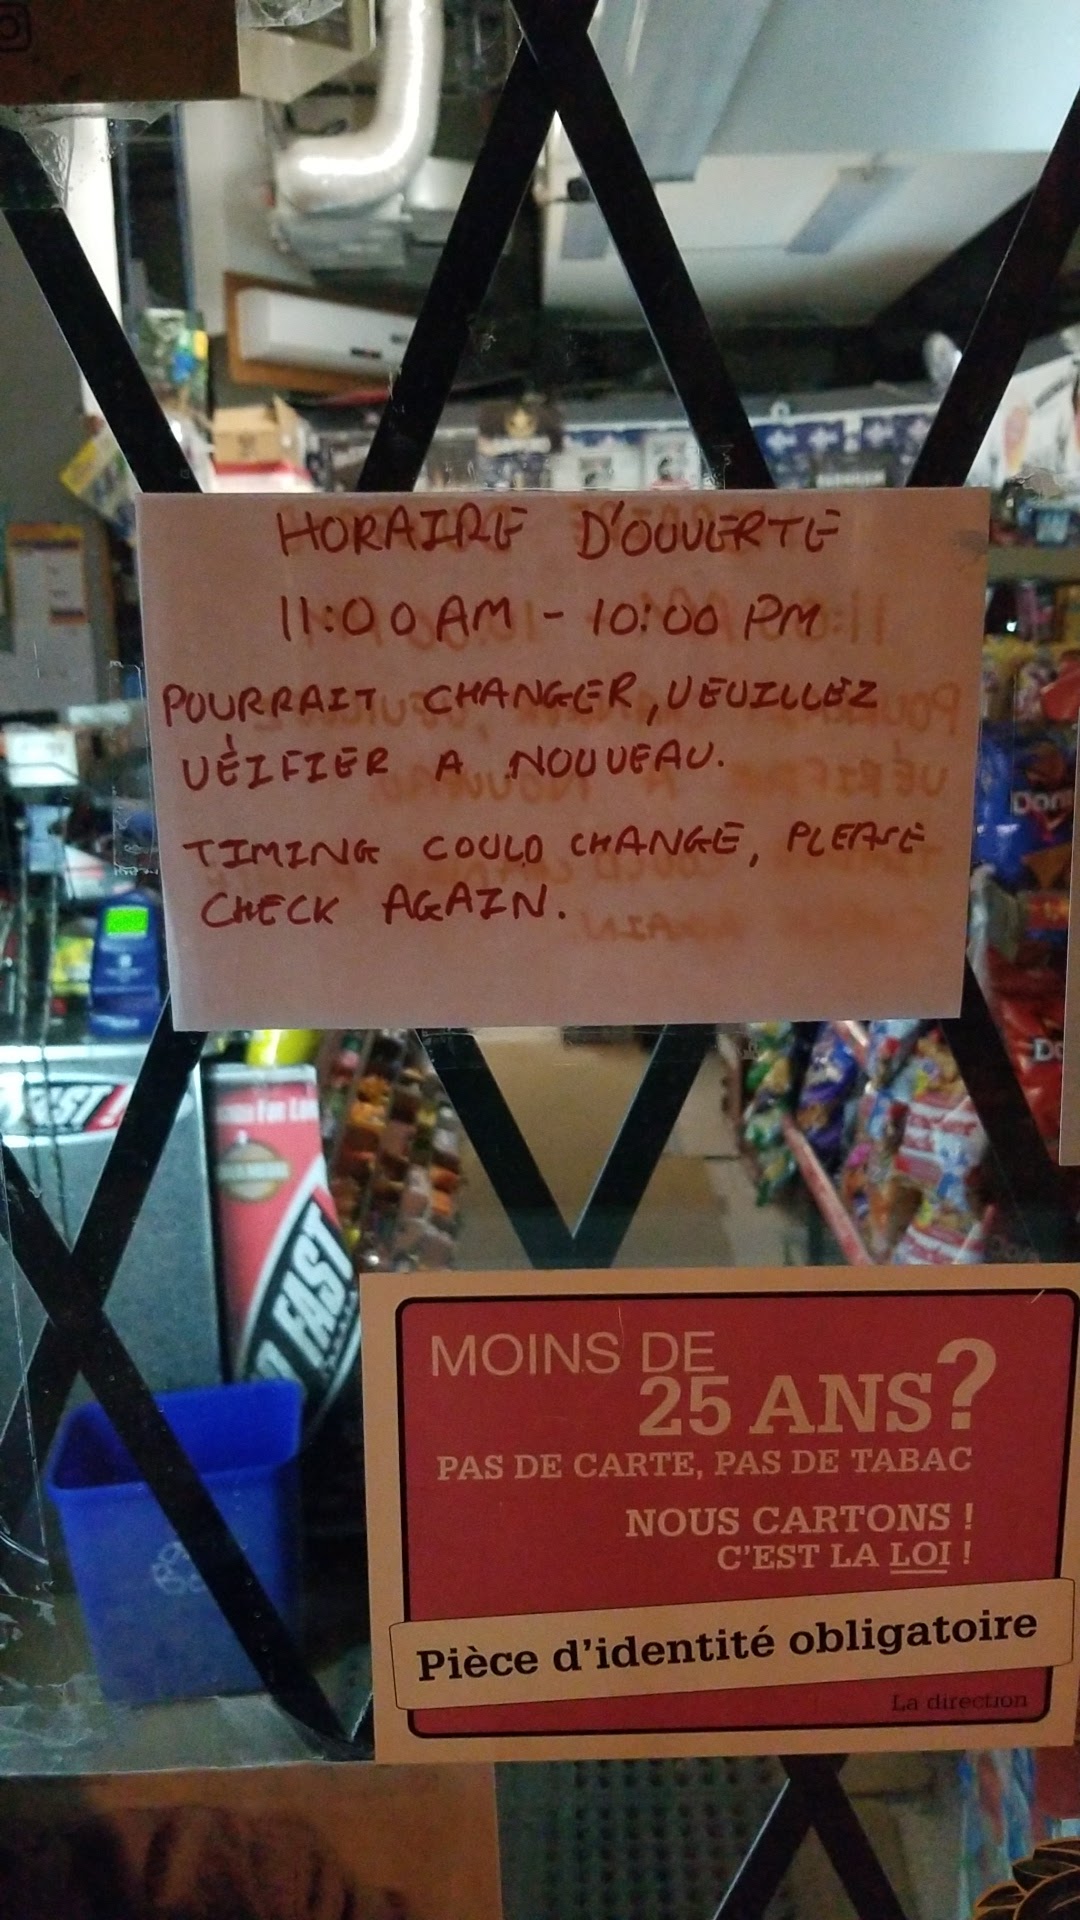 HORAIRE D'OUVERTE
11:00 AM - 10:00 PM
POURRAIT CHANGER, VEUILLEZ
VÉIFIER A NOUVEAU.
TIMING COULD CHANGE, PLEASE
CHECK AGAIN.
FAST!
FAST
MOINS DE
25 ANS?
PAS DE CARTE, PAS DE TABAC
NOUS CARTONS !
C'EST LA LOI !
Pièce d'identité obligatoire
La direction